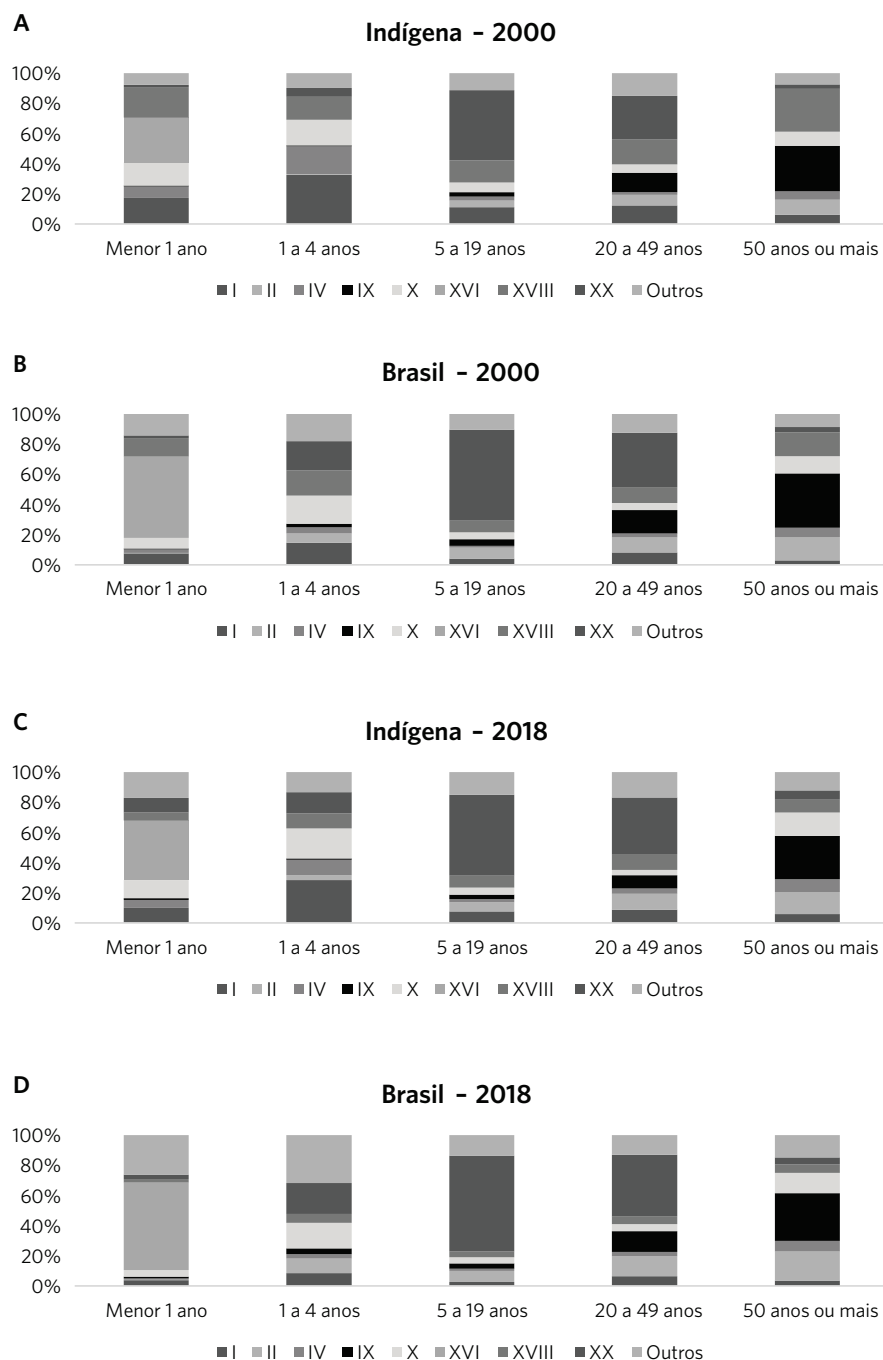 A
Indígena – 2000
100%
80%
60%
40%
20%
0%
Menor 1 ano 1 a 4 anos 5 a 19 anos 20 a 49 anos 50 anos ou mais
I II IV IX X XVI XVIII XX Outros
B
Brasil – 2000
100%
80%
60%
40%
20%
0%
Menor 1 ano 1 a 4 anos 5 a 19 anos 20 a 49 anos 50 anos ou mais
I II IV IX X XVI XVIII XX Outros
C
Indígena – 2018
100%
80%
60%
40%
20%
0%
Menor 1 ano 1 a 4 anos 5 a 19 anos 20 a 49 anos 50 anos ou mais
I II IV IX X XVI XVIII XX Outros
D
Brasil – 2018
100%
80%
60%
40%
20%
0%
Menor 1 ano 1 a 4 anos 5 a 19 anos 20 a 49 anos 50 anos ou mais
I II IV IX X XVI XVIII XX Outros